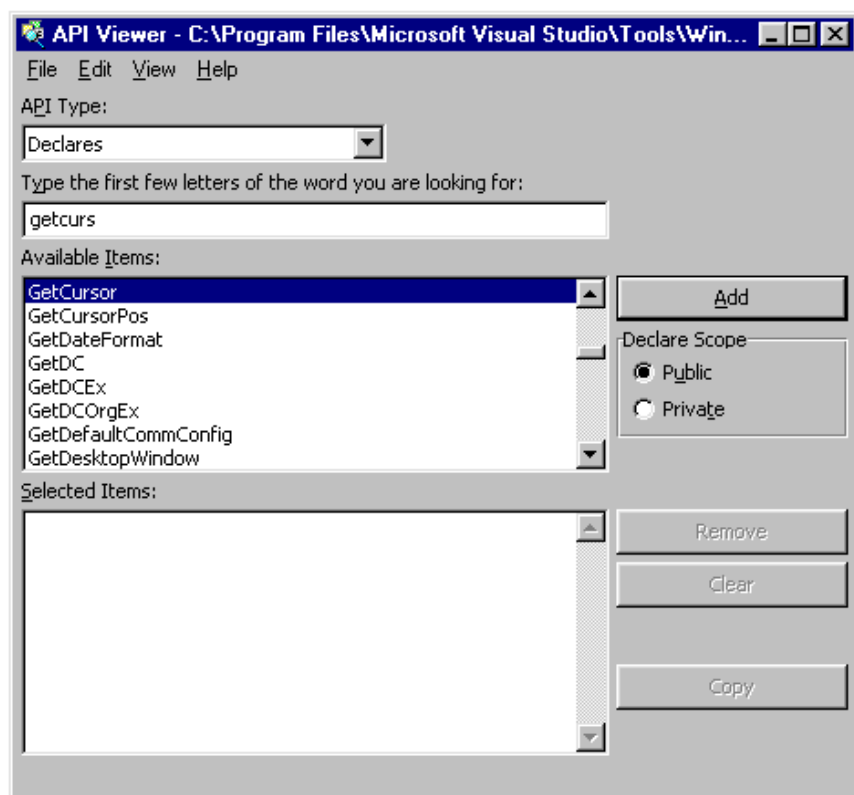 API Viewer - C:\Program Files\Microsoft Visual Studio\Tools\Win...
File Edit View Help
API Type:
Declares
Type the first few letters of the word you are looking for:
getcurs
Available Items:
GetCursor
GetCursorPos
GetDateFormat
GetDC
GetDCEx
GetDCOrgEx
GetDefaultCommConfig
GetDesktopWindow
Add
Declare Scope
Public
Private
Selected Items:
Remove
Clear
Copy